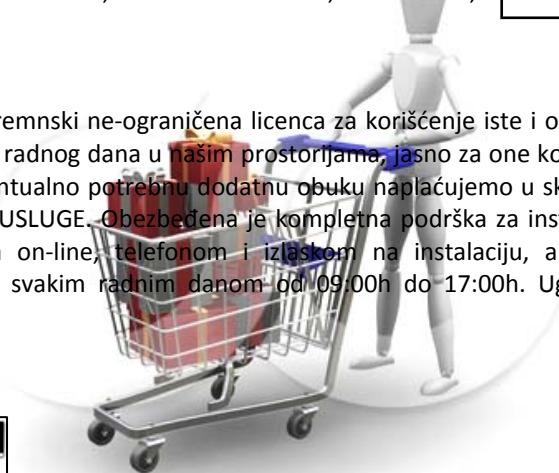 remnski ne-ograničena licenca za korišćenje iste i o
radnog dana u našim prostorijama, jasno za one ko
ntualno potrebnu dodatnu obuku naplaćujemo u sk
USLUGE. Obezbeđena je kompletna podrška za inst
on-line, telefonom i izlaskom na instalaciju, a
svakim radnim danom od 09:00h do 17:00h. Ug